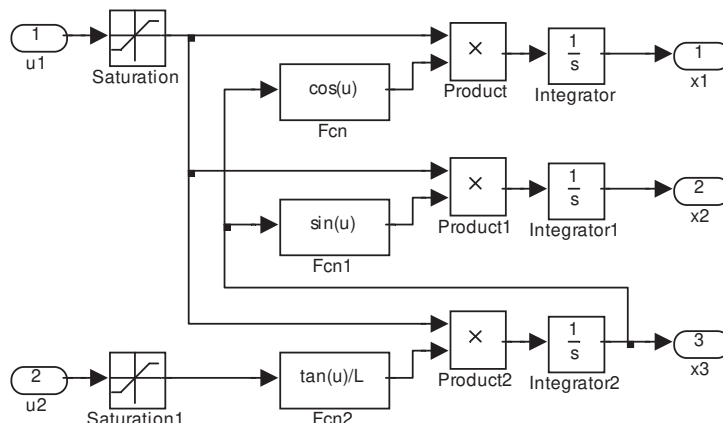 1
u1
Saturation
cos(u)
Fcn
×
Product
1
s
Integrator
1
x1
sin(u)
Fcn1
×
Product1
1
s
Integrator1
2
x2
2
u2
Saturation1
tan(u)/L
Fcn2
×
Product2
1
s
Integrator2
3
x3